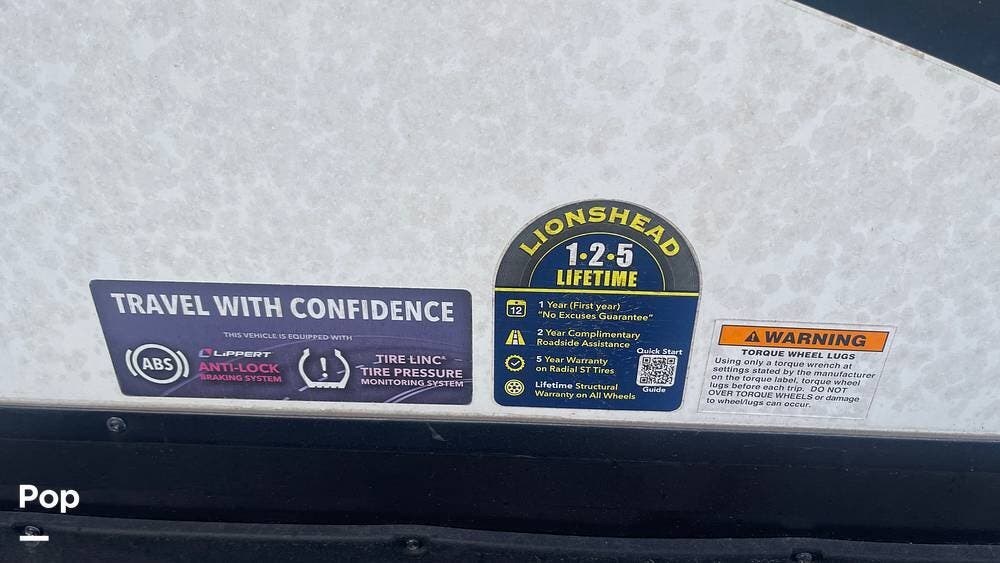 TRAVEL WITH CONFIDENCE
THIS VEHICLE IS EQUIPPED WITH
ABS
LIPPERT
ANTI-LOCK
BRAKING SYSTEM
TIRE LINC®
TIRE PRESSURE
MONITORING SYSTEM
LIONSHEAD
1•2•5
LIFETIME
12
1 Year (First year)
"No Excuses Guarantee"
2 Year Complimentary
Roadside Assistance
5 Year Warranty
on Radial ST Tires
Lifetime Structural
Warranty on All Wheels
Quick Start
Guide
WARNING
TORQUE WHEEL LUGS
Using only a torque wrench at
settings stated by the manufacturer
on the torque label, torque wheel
lugs before each trip. DO NOT
OVER TORQUE WHEELS or damage
to wheel/lugs can occur.
Pop